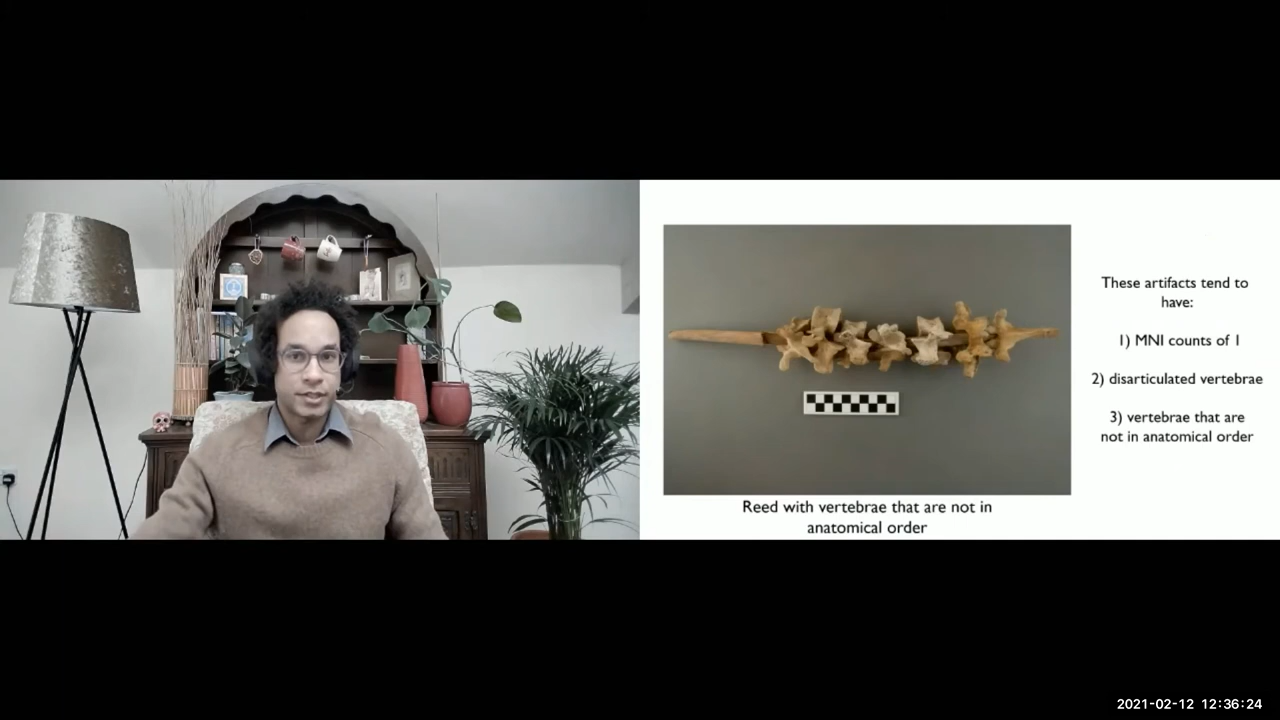 These artifacts tend to
have:
1) MNI counts of 1
2) disarticulated vertebrae
3) vertebrae that are
not in anatomical order
Reed with vertebrae that are not in
anatomical order
2021-02-12 12:36:24